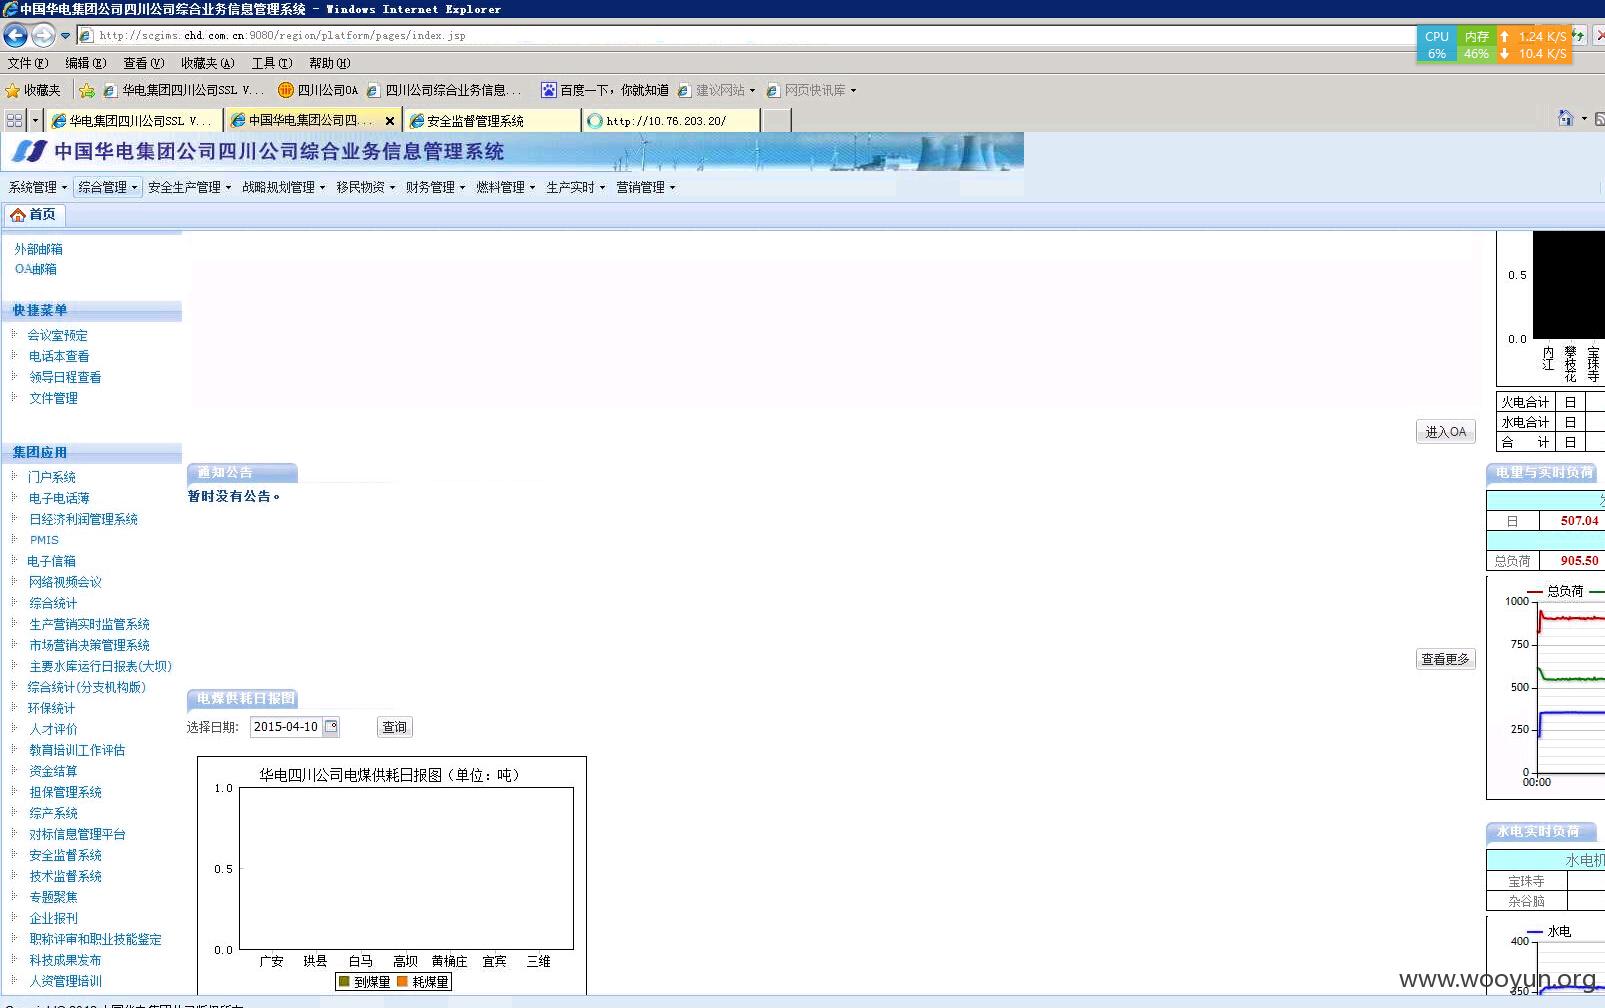 中国华电集团公司四川公司综合业务信息管理系统 - Windows Internet Explorer
http://scgims.chd.com.cn:9080/region/platform/pages/index.jsp
CPU 内存 1.24 K/S
6% 46% 10.4 K/S
文件(F) 编辑(E) 查看(V) 收藏夹(A) 工具(T) 帮助(H)
收藏夹 华电集团四川公司SSL V... 四川公司OA 四川公司综合业务信息... 百度一下，你就知道 建议网站 网页快讯库
华电集团四川公司SSL V... 中国华电集团公司四... 安全监督管理系统 http://10.76.203.20/
中国华电集团公司四川公司综合业务信息管理系统
系统管理 综合管理 安全生产管理 战略规划管理 移民物资 财务管理 燃料管理 生产实时 营销管理
首页
外部邮箱
OA邮箱
快捷菜单
会议室预定
电话本查看
领导日程查看
文件管理
集团应用
门户系统
电子电话薄
日经济利润管理系统
PMIS
电子信箱
网络视频会议
综合统计
生产营销实时监管系统
市场营销决策管理系统
主要水库运行日报表(大坝)
综合统计(分支机构版)
环保统计
人才评价
教育培训工作评估
资金结算
担保管理系统
综产系统
对标信息管理平台
安全监督系统
技术监督系统
专题聚焦
企业报刊
职称评审和职业技能鉴定
科技成果发布
人资管理培训
进入OA
通知公告
暂时没有公告。
查看更多
电煤供耗日报图
选择日期: 2015-04-10 查询
华电四川公司电煤供耗日报图（单位：吨）
1.0
0.5
0.0
广安 珙县 白马 高坝 黄桷庄 宜宾 三维
到煤量 耗煤量
0.5
0.0
内江 攀枝花 宝珠寺
火电合计 日
水电合计 日
合 计 日
电量与实时负荷
日 507.04
总负荷 905.50
总负荷
1000
750
500
250
0
00:00
水电实时负荷
水电机
宝珠寺
杂谷脑
水电
400
350
www.wooyun.org